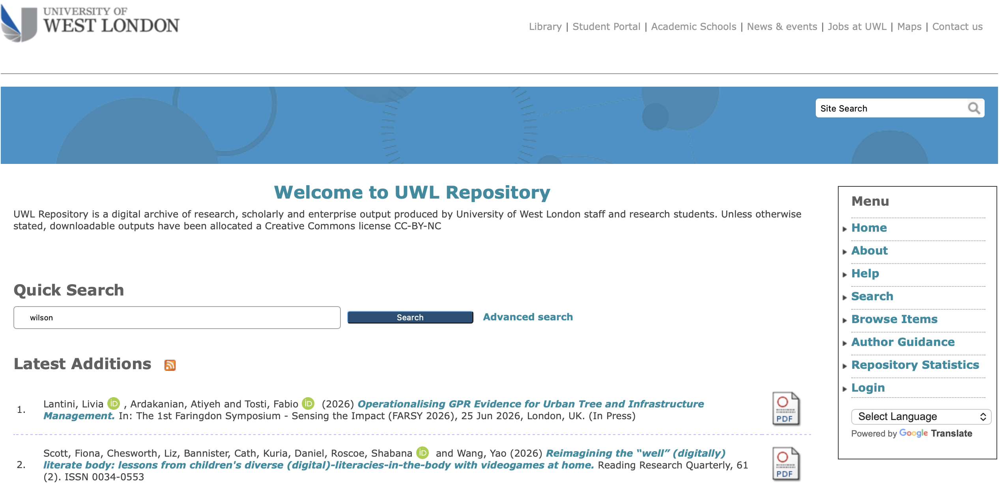 UNIVERSITY OF
WEST LONDON
Library | Student Portal | Academic Schools | News & events | Jobs at UWL | Maps | Contact us
Site Search
Welcome to UWL Repository
UWL Repository is a digital archive of research, scholarly and enterprise output produced by University of West London staff and research students. Unless otherwise
stated, downloadable outputs have been allocated a Creative Commons license CC-BY-NC
Quick Search
wilson
Search
Advanced search
Latest Additions
1.
Lantini, Livia iD , Ardakanian, Atiyeh and Tosti, Fabio iD (2026) Operationalising GPR Evidence for Urban Tree and Infrastructure
Management. In: The 1st Faringdon Symposium - Sensing the Impact (FARSY 2026), 25 Jun 2026, London, UK. (In Press)
PDF
2.
Scott, Fiona, Chesworth, Liz, Bannister, Cath, Kuria, Daniel, Roscoe, Shabana iD and Wang, Yao (2026) Reimagining the “well” (digitally)
literate body: lessons from children's diverse (digital)-literacies-in-the-body with videogames at home. Reading Research Quarterly, 61
(2). ISSN 0034-0553
PDF
Menu
Home
About
Help
Search
Browse Items
Author Guidance
Repository Statistics
Login
Select Language
Powered by Google Translate